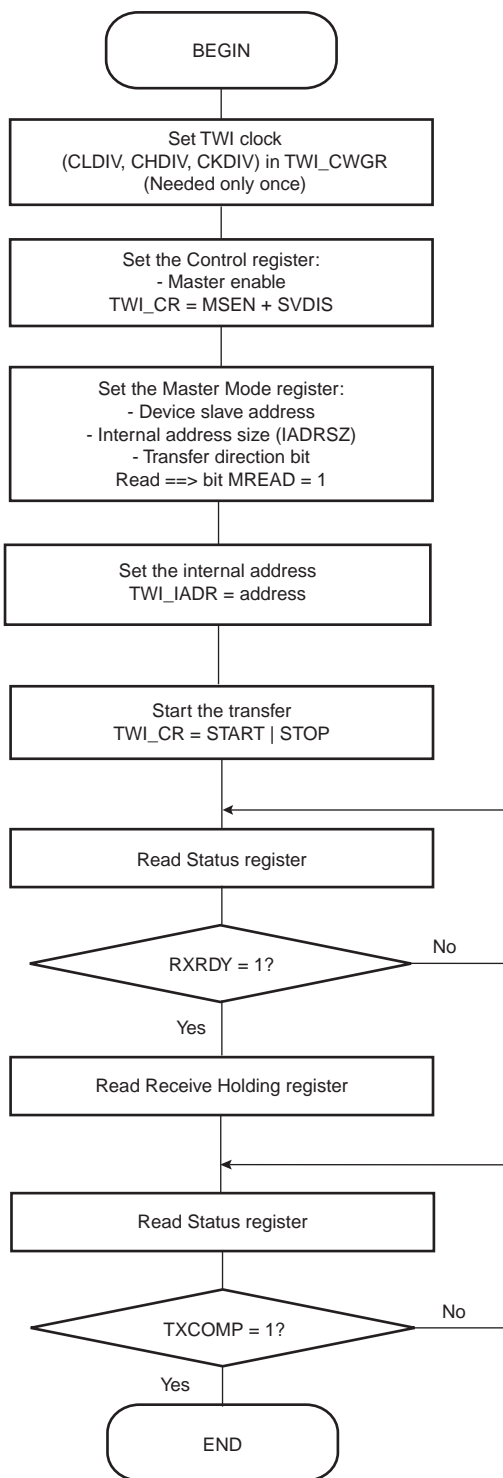 BEGIN
Set TWI clock
(CLDIV, CHDIV, CKDIV) in TWI_CWGR
(Needed only once)
Set the Control register:
- Master enable
TWI_CR = MSEN + SVDIS
Set the Master Mode register:
- Device slave address
- Internal address size (IADRSZ)
- Transfer direction bit
Read ==> bit MREAD = 1
Set the internal address
TWI_IADR = address
Start the transfer
TWI_CR = START | STOP
Read Status register
RXRDY = 1?
No
Yes
Read Receive Holding register
Read Status register
TXCOMP = 1?
No
Yes
END